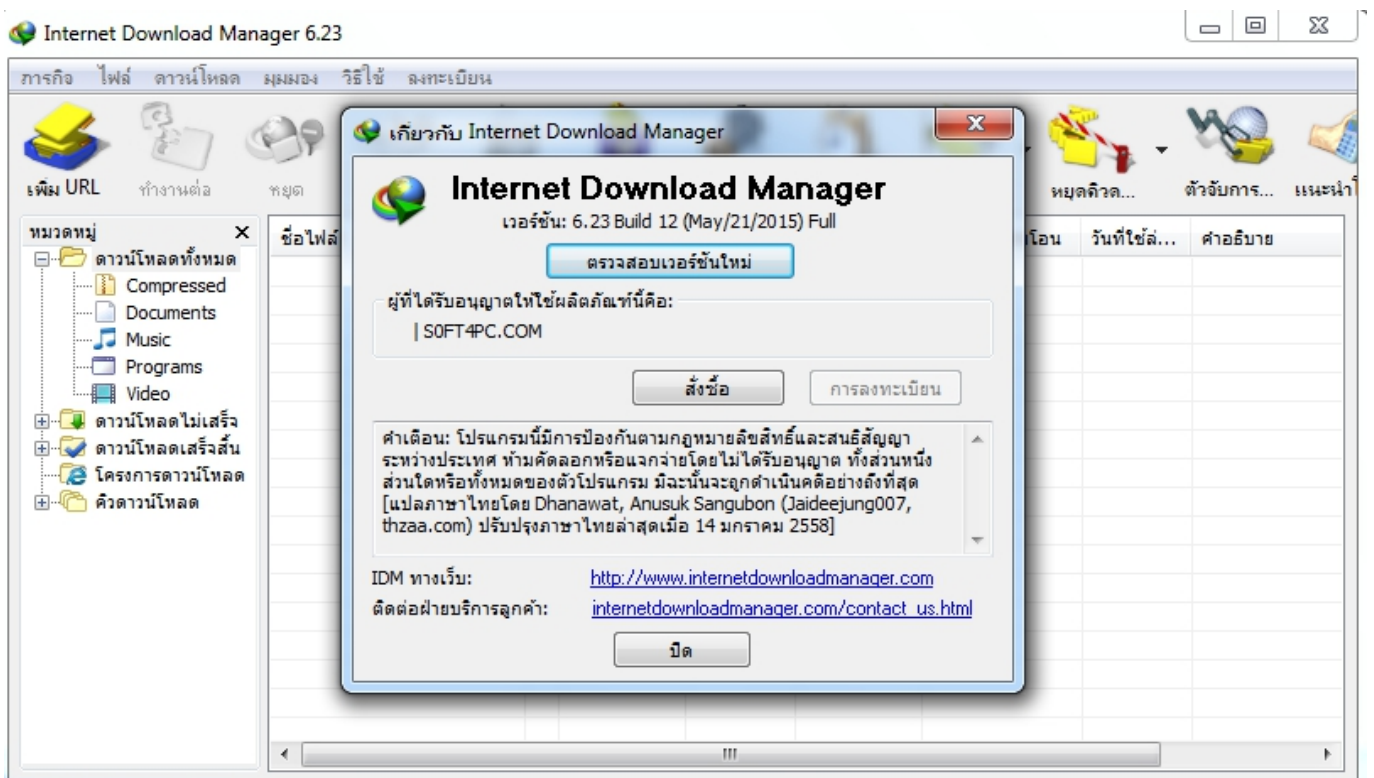 Internet Download Manager 6.23
ภารกิจ ไฟล์ ดาวน์โหลด มุมมอง วิธีใช้ ลงทะเบียน
เพิ่ม URL ทำงานต่อ หยุด หยุดคิวด... ตัวจับการ... แนะนำ
เกี่ยวกับ Internet Download Manager
Internet Download Manager
เวอร์ชัน: 6.23 Build 12 (May/21/2015) Full
ตรวจสอบเวอร์ชันใหม่
ผู้ที่ได้รับอนุญาตให้ใช้ผลิตภัณฑ์นี้คือ:
| S0FT4PC.COM
สั่งซื้อ การลงทะเบียน
คำเตือน: โปรแกรมนี้มีการป้องกันตามกฎหมายลิขสิทธิ์และสนธิสัญญา
ระหว่างประเทศ ห้ามคัดลอกหรือแจกจ่ายโดยไม่ได้รับอนุญาต ทั้งส่วนหนึ่ง
ส่วนใดหรือทั้งหมดของตัวโปรแกรม มิฉะนั้นจะถูกดำเนินคดีอย่างถึงที่สุด
[แปลภาษาไทยโดย Dhanawat, Anusuk Sangubon (Jaideejung007,
thzaa.com) ปรับปรุงภาษาไทยล่าสุดเมื่อ 14 มกราคม 2558]
IDM ทางเว็บ: http://www.internetdownloadmanager.com
ติดต่อฝ่ายบริการลูกค้า: internetdownloadmanager.com/contact_us.html
ปิด
หมวดหมู่ X
ดาวน์โหลดทั้งหมด
Compressed
Documents
Music
Programs
Video
ดาวน์โหลดไม่เสร็จ
ดาวน์โหลดเสร็จสิ้น
โครงการดาวน์โหลด
คิวดาวน์โหลด
ชื่อไฟล์ โอน วันที่ใช้ล่... คำอธิบาย